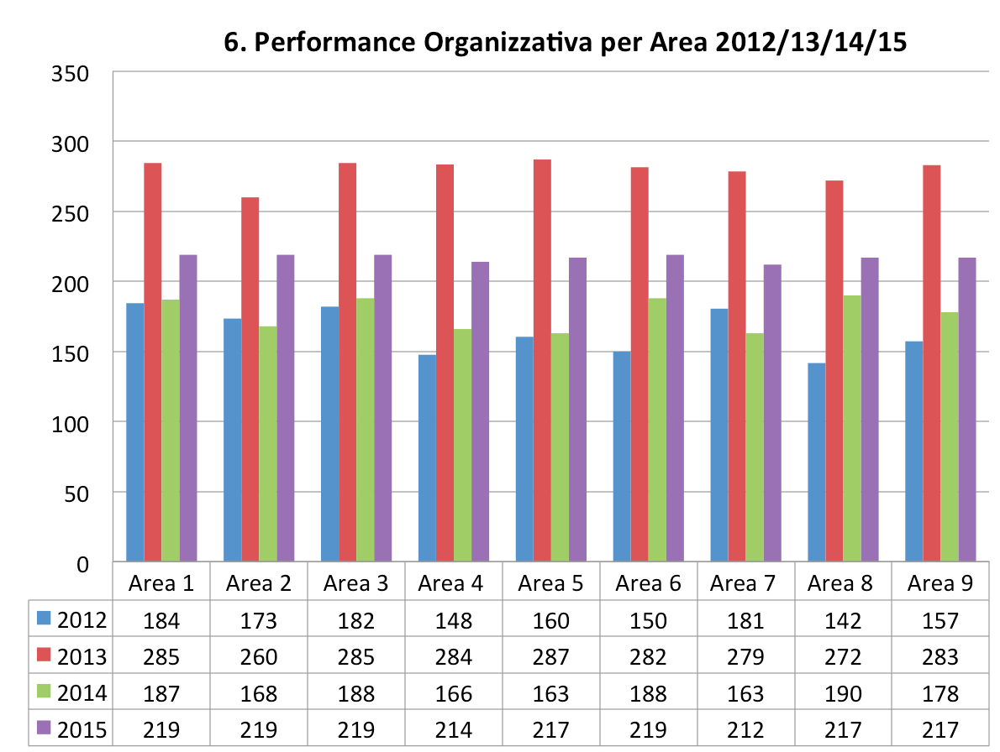 6. Performance Organizzativa per Area 2012/13/14/15
350
300
250
200
150
100
50
0
Area 1 Area 2 Area 3 Area 4 Area 5 Area 6 Area 7 Area 8 Area 9
2012 184 173 182 148 160 150 181 142 157
2013 285 260 285 284 287 282 279 272 283
2014 187 168 188 166 163 188 163 190 178
2015 219 219 219 214 217 219 212 217 217